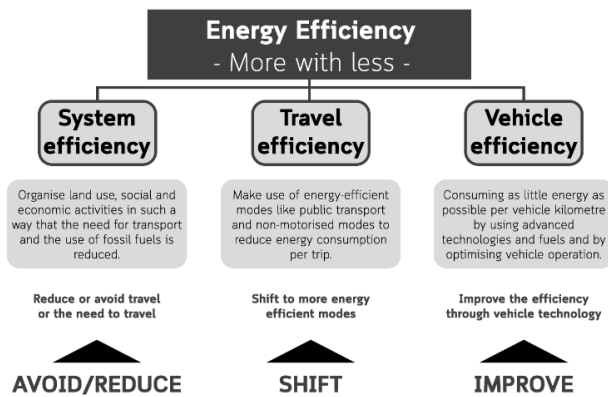 Energy Efficiency
- More with less -
System
efficiency
Organise land use, social and
economic activities in such a
way that the need for transport
and the use of fossil fuels is
reduced.
Reduce or avoid travel
or the need to travel
AVOID/REDUCE
Travel
efficiency
Make use of energy-efficient
modes like public transport
and non-motorised modes to
reduce energy consumption
per trip.
Shift to more energy
efficient modes
SHIFT
Vehicle
efficiency
Consuming as little energy as
possible per vehicle kilometre
by using advanced
technologies and fuels and by
optimising vehicle operation.
Improve the efficiency
through vehicle technology
IMPROVE